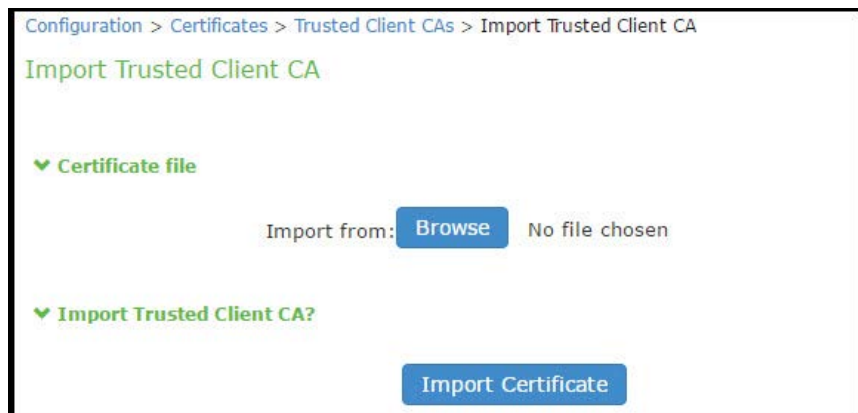 Configuration > Certificates > Trusted Client CAs > Import Trusted Client CA
Import Trusted Client CA
Certificate file
Import from: Browse No file chosen
Import Trusted Client CA?
Import Certificate